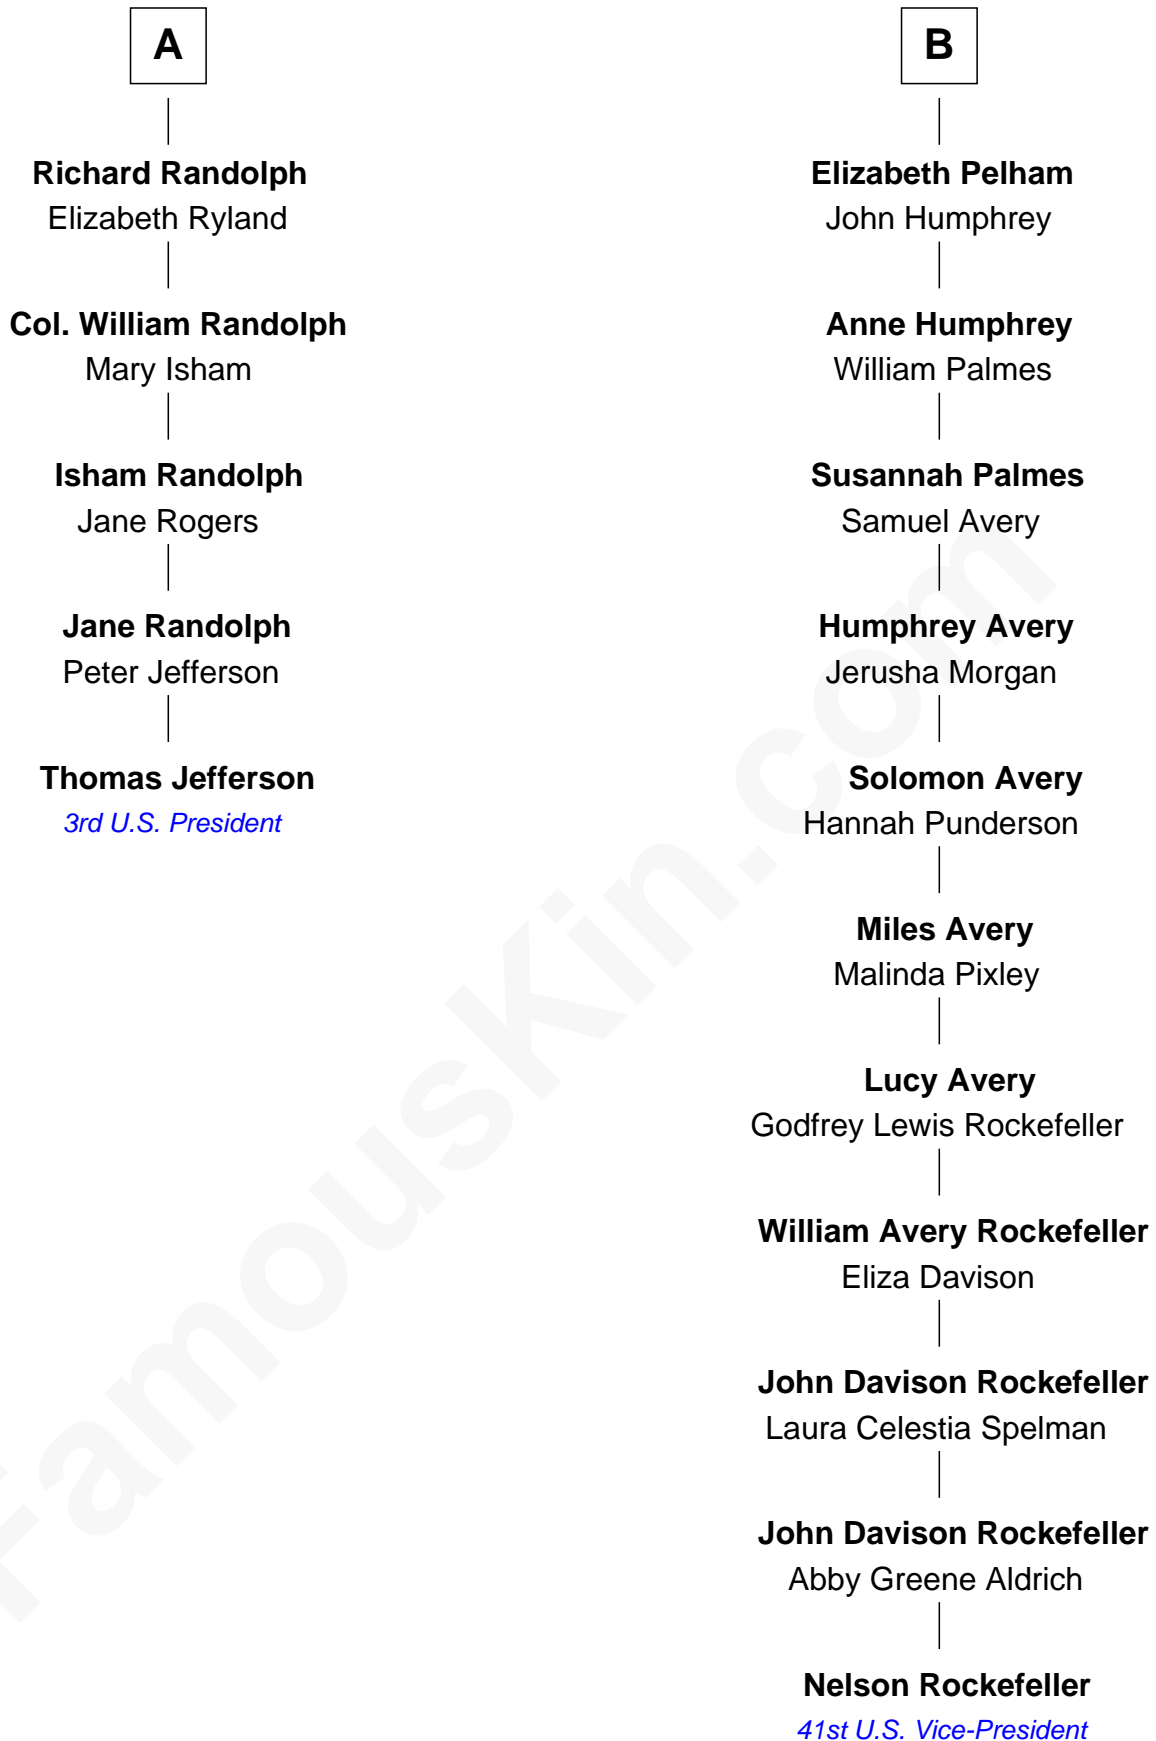 A
Richard Randolph
Elizabeth Ryland
Col. William Randolph
Mary Isham
Isham Randolph
Jane Rogers
Jane Randolph
Peter Jefferson
Thomas Jefferson
3rd U.S. President
B
Elizabeth Pelham
John Humphrey
Anne Humphrey
William Palmes
Susannah Palmes
Samuel Avery
Humphrey Avery
Jerusha Morgan
Solomon Avery
Hannah Punderson
Miles Avery
Malinda Pixley
Lucy Avery
Godfrey Lewis Rockefeller
William Avery Rockefeller
Eliza Davison
John Davison Rockefeller
Laura Celestia Spelman
John Davison Rockefeller
Abby Greene Aldrich
Nelson Rockefeller
41st U.S. Vice-President
FamousKin.com